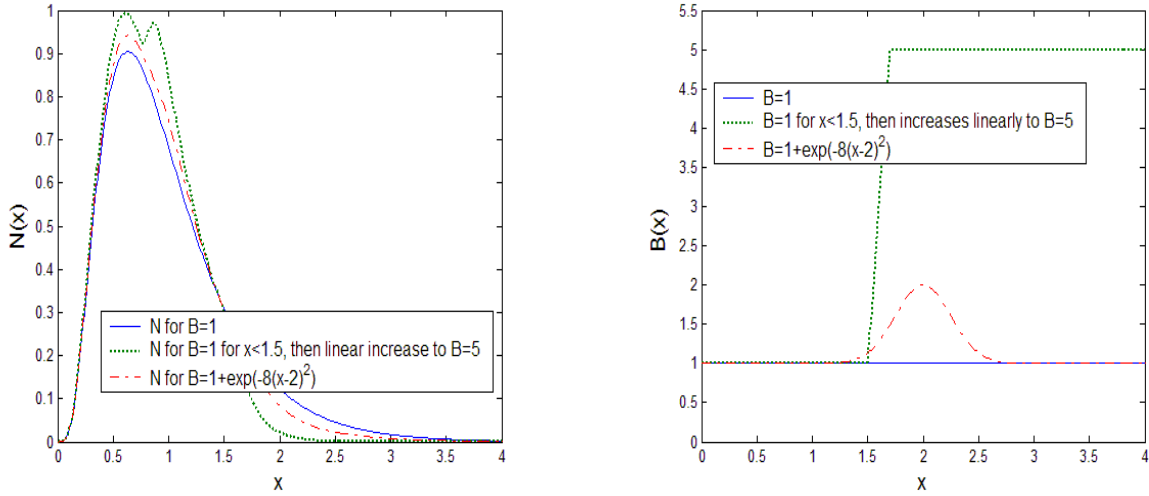 1
0.9
0.8
0.7
0.6
0.5
0.4
0.3
0.2
0.1
0
N(x)
N for B=1
N for B=1 for x<1.5, then linear increase to B=5
N for B=1+exp(-8(x-2)²)
0 0.5 1 1.5 2 2.5 3 3.5 4
x
5.5
5
4.5
4
3.5
3
2.5
2
1.5
1
0.5
0
B(x)
B=1
B=1 for x<1.5, then increases linearly to B=5
B=1+exp(-8(x-2)²)
0 0.5 1 1.5 2 2.5 3 3.5 4
x